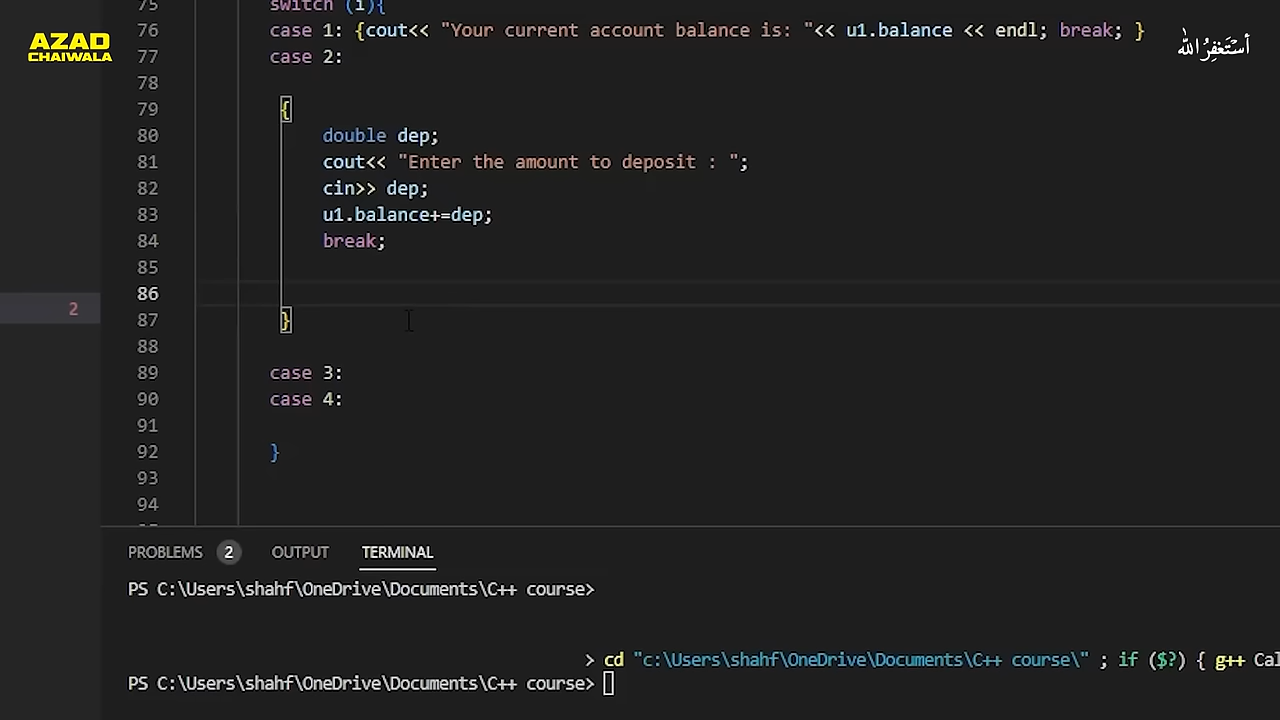 AZAD
CHAIWALA
أستغفر الله
75 switch (i){
76 case 1: {cout<< "Your current account balance is: "<< u1.balance << endl; break; }
77 case 2:
78
79 {
80 double dep;
81 cout<< "Enter the amount to deposit : ";
82 cin>> dep;
83 u1.balance+=dep;
84 break;
85
86
2
87 }
88
89 case 3:
90 case 4:
91
92 }
93
94
PROBLEMS 2 OUTPUT TERMINAL
PS C:\Users\shahf\OneDrive\Documents\C++ course>
> cd "c:\Users\shahf\OneDrive\Documents\C++ course\" ; if ($?) { g++ Cal
PS C:\Users\shahf\OneDrive\Documents\C++ course>